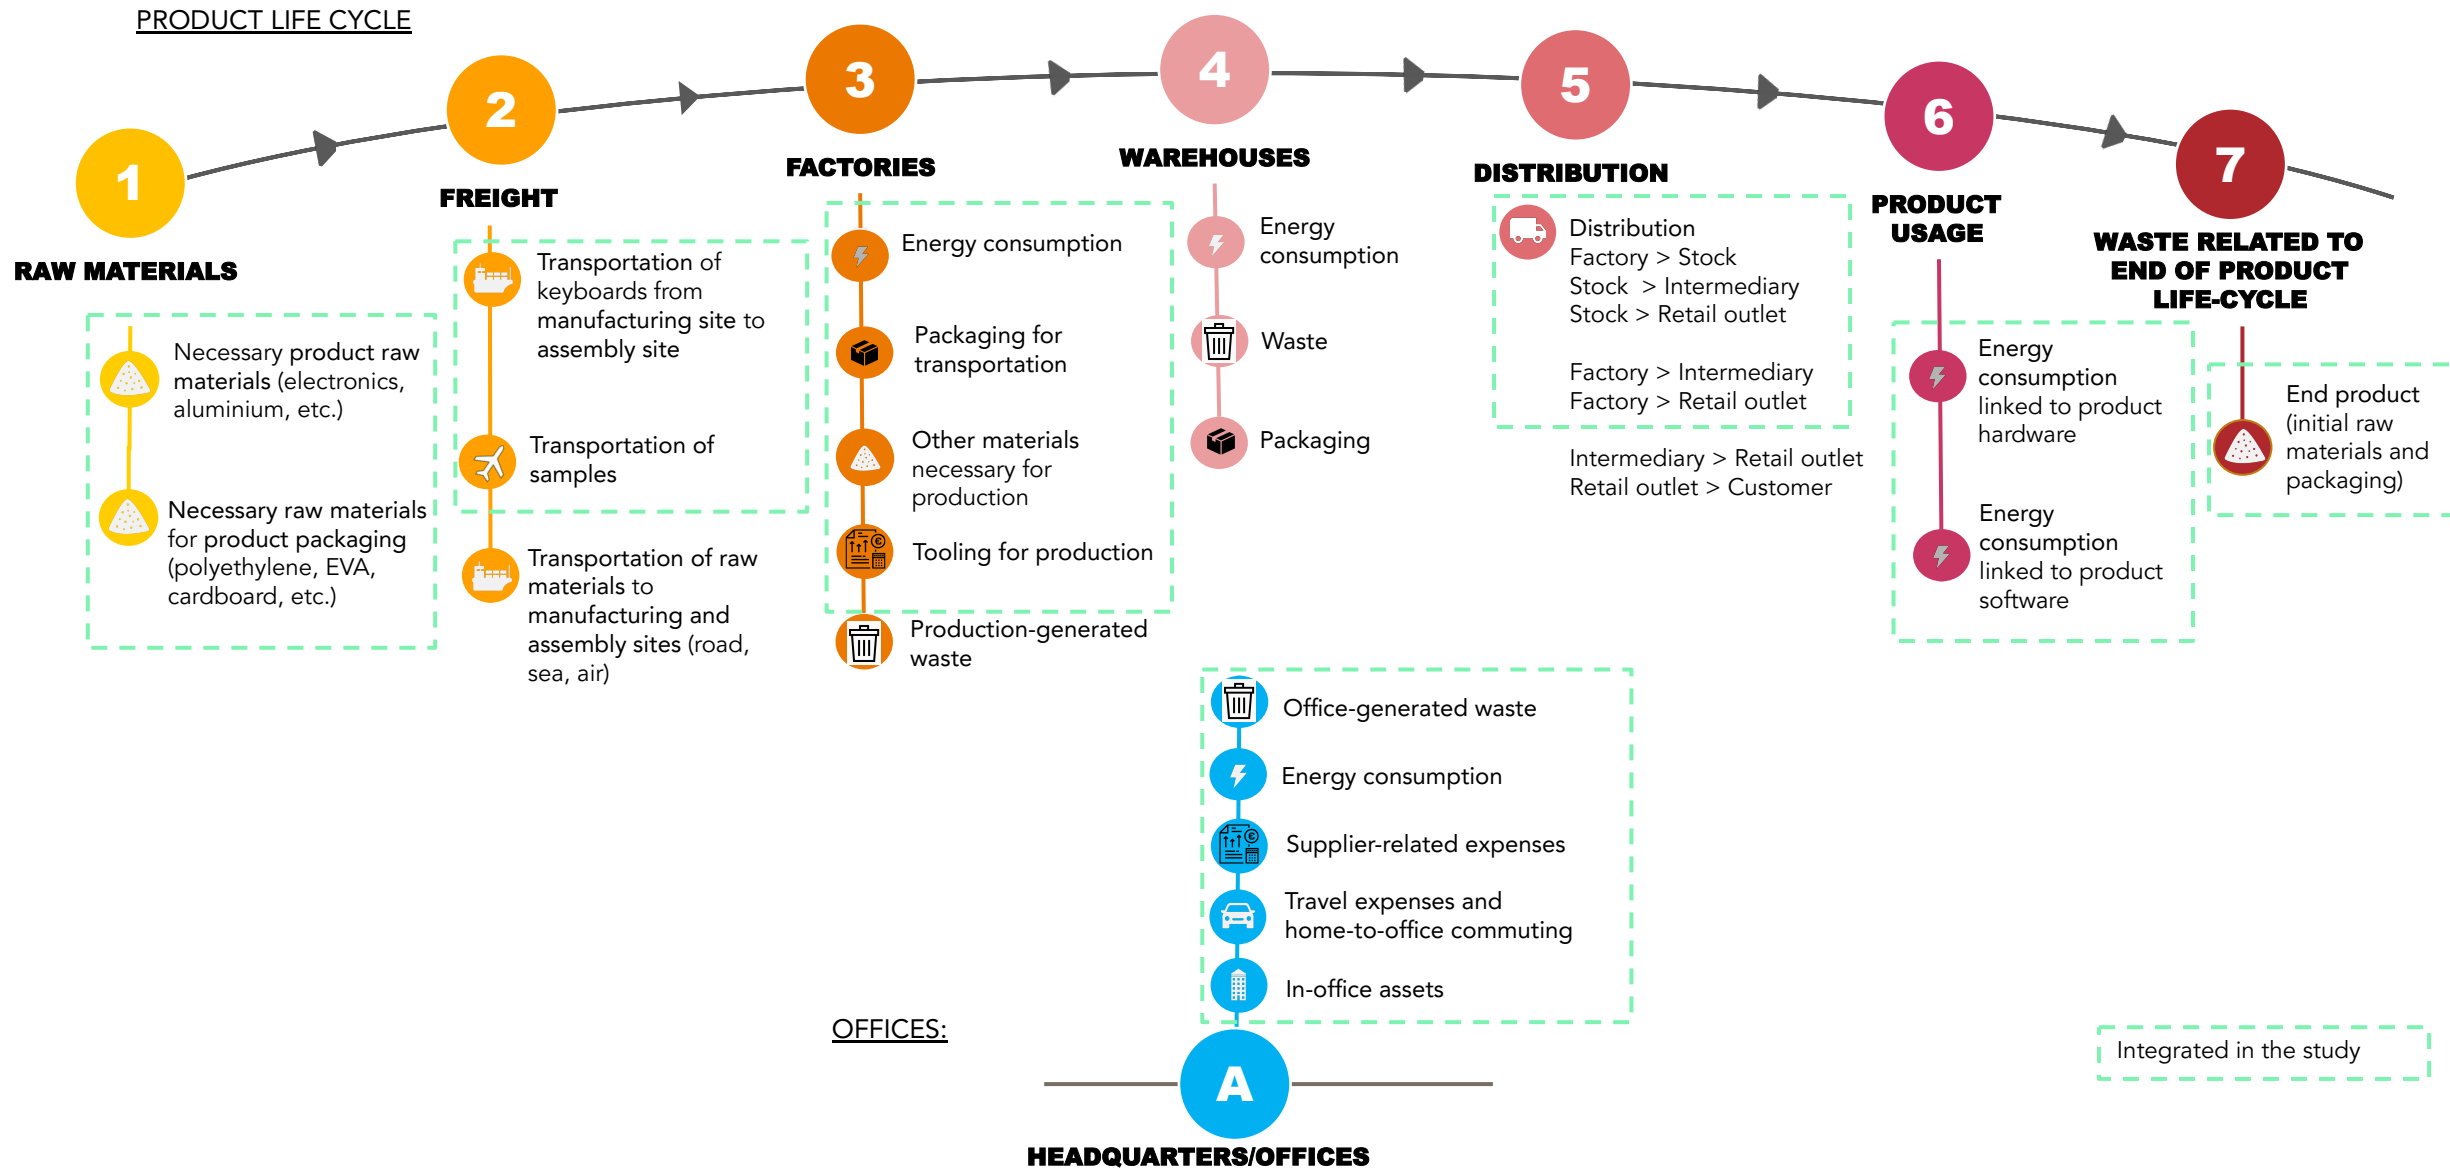 PRODUCT LIFE CYCLE
1
RAW MATERIALS
Necessary product raw
materials (electronics,
aluminium, etc.)
Necessary raw materials
for product packaging
(polyethylene, EVA,
cardboard, etc.)
2
FREIGHT
Transportation of
keyboards from
manufacturing site to
assembly site
Transportation of
samples
Transportation of raw
materials to
manufacturing and
assembly sites (road,
sea, air)
3
FACTORIES
Energy consumption
Packaging for
transportation
Other materials
necessary for
production
Tooling for production
Production-generated
waste
4
WAREHOUSES
Energy
consumption
Waste
Packaging
5
DISTRIBUTION
Distribution
Factory > Stock
Stock > Intermediary
Stock > Retail outlet
Factory > Intermediary
Factory > Retail outlet
Intermediary > Retail outlet
Retail outlet > Customer
6
PRODUCT
USAGE
Energy
consumption
linked to product
hardware
Energy
consumption
linked to product
software
7
WASTE RELATED TO
END OF PRODUCT
LIFE-CYCLE
End product
(initial raw
materials and
packaging)
Office-generated waste
Energy consumption
Supplier-related expenses
Travel expenses and
home-to-office commuting
In-office assets
OFFICES:
A
HEADQUARTERS/OFFICES
Integrated in the study